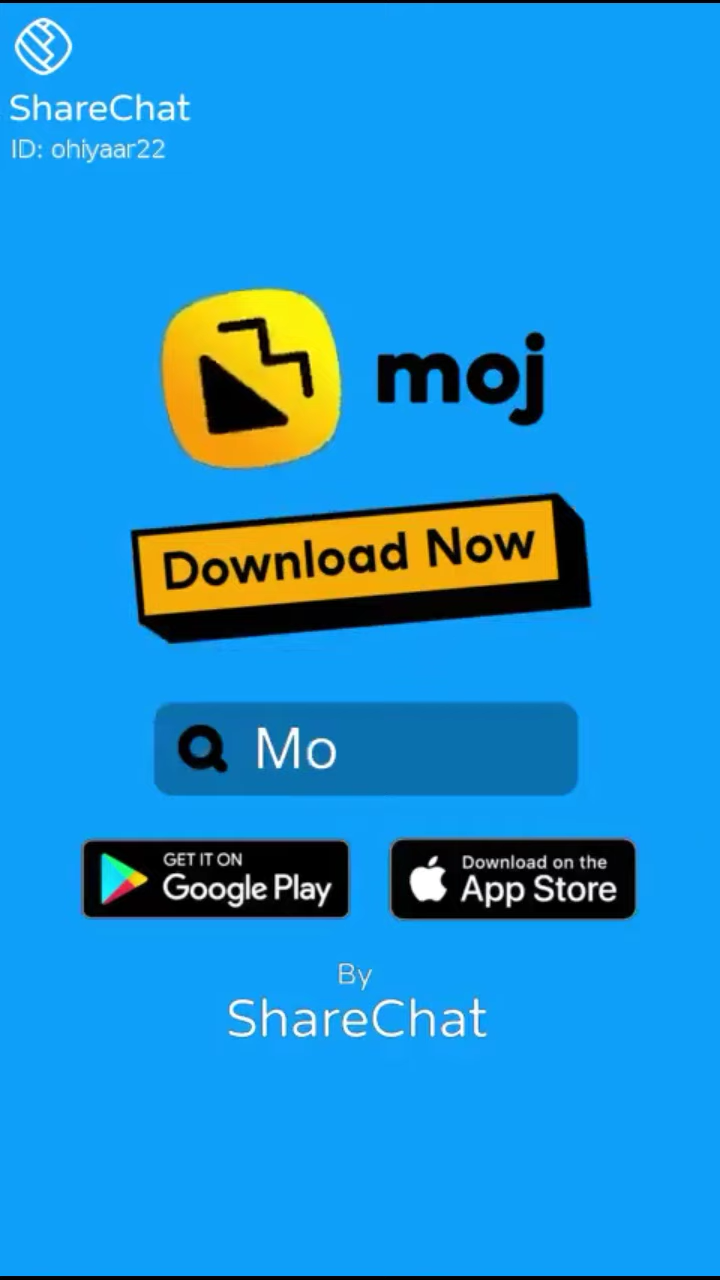 ShareChat
ID: ohiyaar22
moj
Download Now
Mo
GET IT ON
Google Play
Download on the
App Store
By
ShareChat